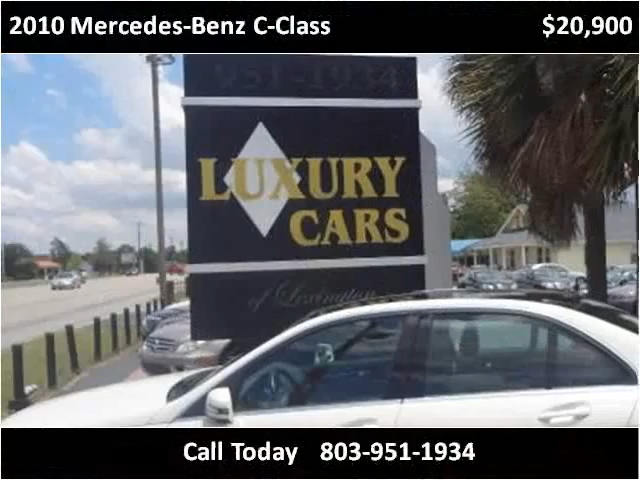 2010 Mercedes-Benz C-Class $20,900
951-1934
LUXURY
CARS
of Lexington
Call Today 803-951-1934